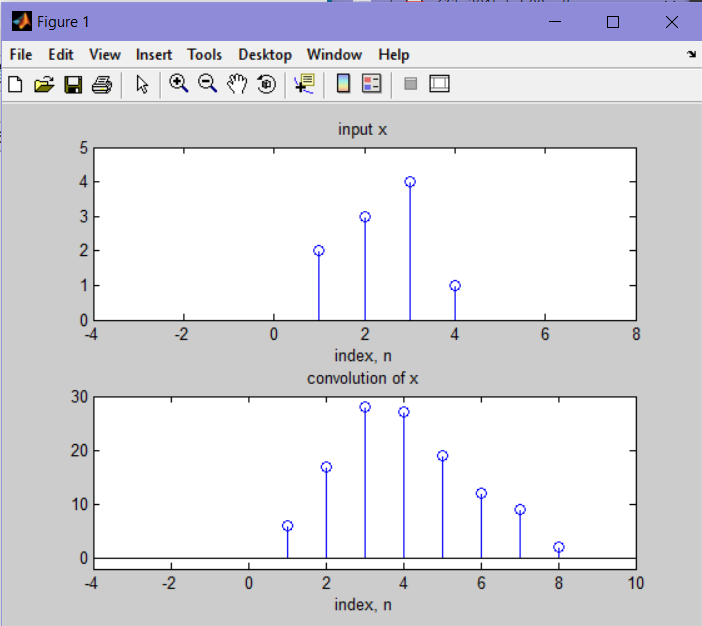 Figure 1
File Edit View Insert Tools Desktop Window Help
input x
5
4
3
2
1
0
-4 -2 0 2 4 6 8
index, n
convolution of x
30
20
10
0
-4 -2 0 2 4 6 8 10
index, n